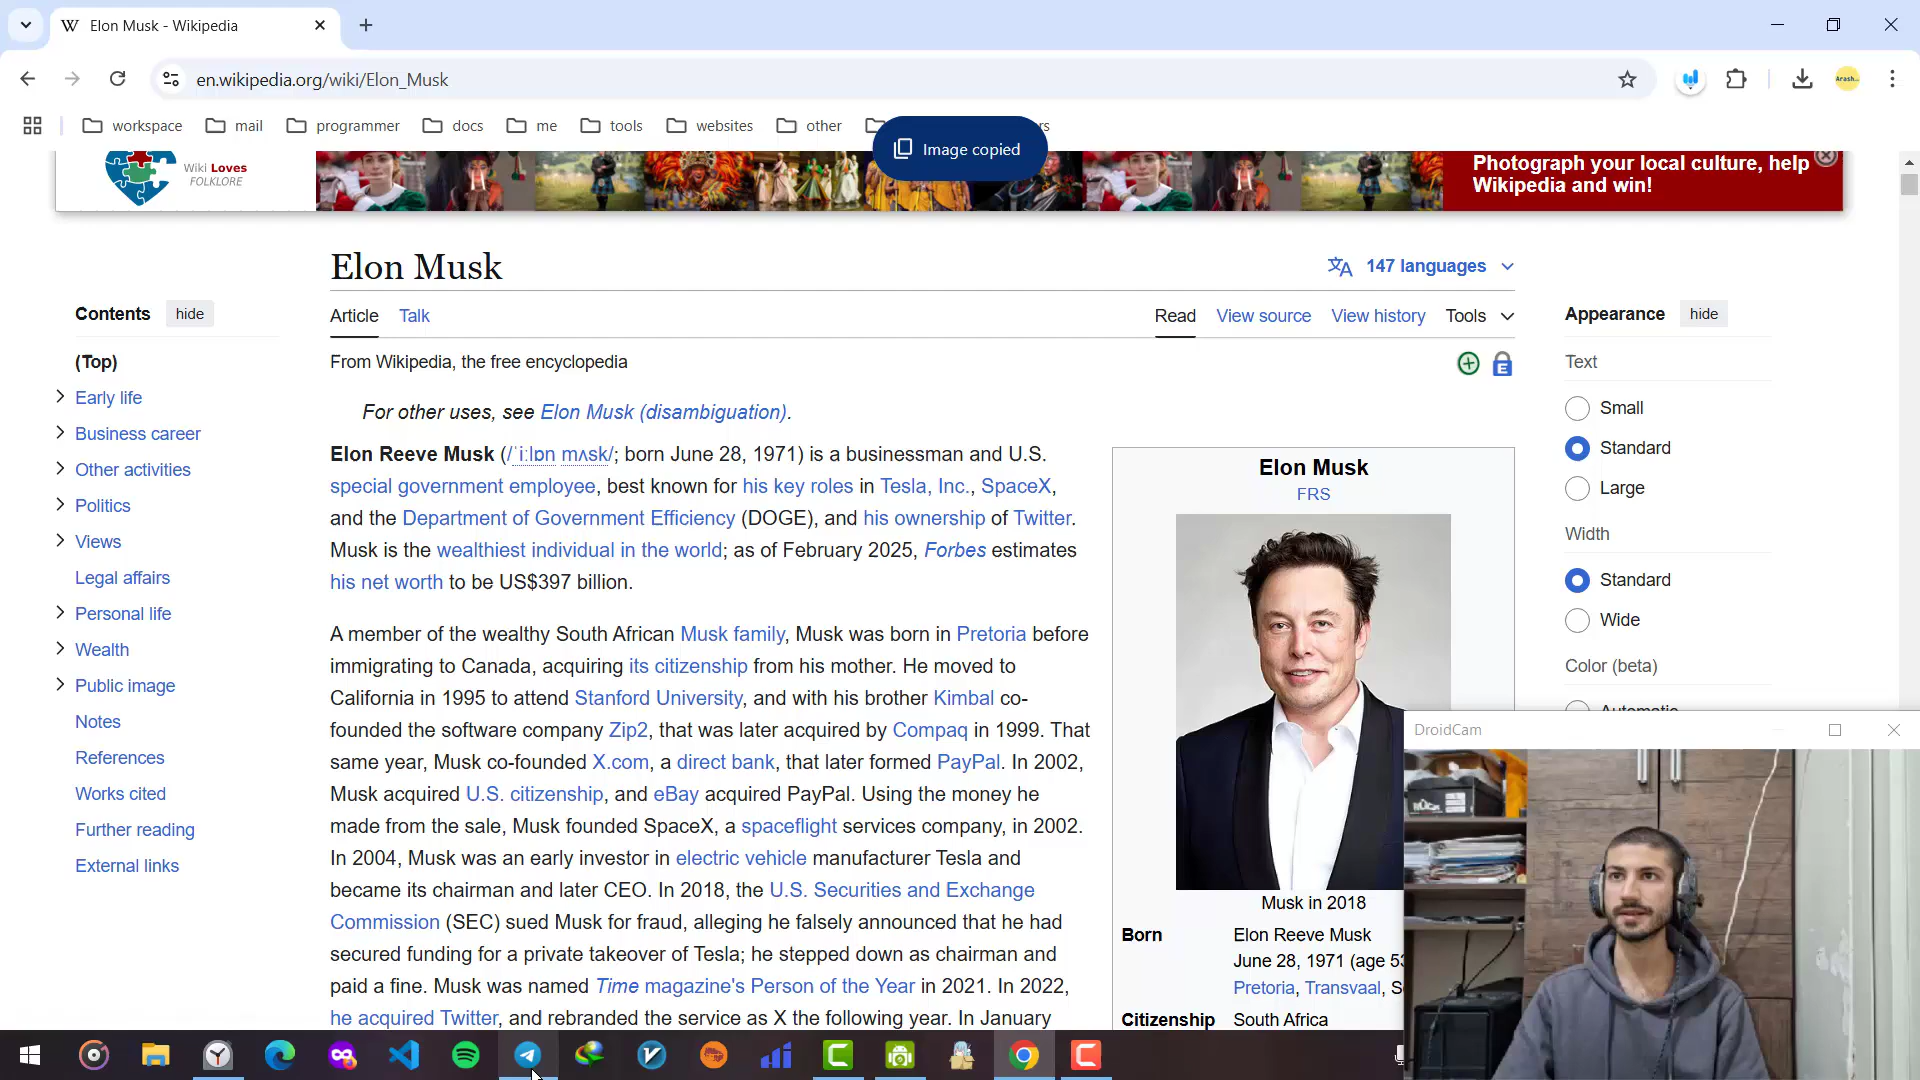 Elon Musk - Wikipedia
en.wikipedia.org/wiki/Elon_Musk
Arash..
workspace mail programmer docs me tools websites other
Image copied
Wiki Loves
FOLKLORE
Photograph your local culture, help
Wikipedia and win!
Elon Musk
147 languages
Contents hide
Article Talk Read View source View history Tools
Appearance hide
(Top)
Early life
Business career
Other activities
Politics
Views
Legal affairs
Personal life
Wealth
Public image
Notes
References
Works cited
Further reading
External links
From Wikipedia, the free encyclopedia
E
For other uses, see Elon Musk (disambiguation).
Elon Reeve Musk (/ˈiːlɒn mʌsk/; born June 28, 1971) is a businessman and U.S.
special government employee, best known for his key roles in Tesla, Inc., SpaceX,
and the Department of Government Efficiency (DOGE), and his ownership of Twitter.
Musk is the wealthiest individual in the world; as of February 2025, Forbes estimates
his net worth to be US$397 billion.
A member of the wealthy South African Musk family, Musk was born in Pretoria before
immigrating to Canada, acquiring its citizenship from his mother. He moved to
California in 1995 to attend Stanford University, and with his brother Kimbal co-
founded the software company Zip2, that was later acquired by Compaq in 1999. That
same year, Musk co-founded X.com, a direct bank, that later formed PayPal. In 2002,
Musk acquired U.S. citizenship, and eBay acquired PayPal. Using the money he
made from the sale, Musk founded SpaceX, a spaceflight services company, in 2002.
In 2004, Musk was an early investor in electric vehicle manufacturer Tesla and
became its chairman and later CEO. In 2018, the U.S. Securities and Exchange
Commission (SEC) sued Musk for fraud, alleging he falsely announced that he had
secured funding for a private takeover of Tesla; he stepped down as chairman and
paid a fine. Musk was named Time magazine's Person of the Year in 2021. In 2022,
he acquired Twitter, and rebranded the service as X the following year. In January
Elon Musk
FRS
Musk in 2018
Born Elon Reeve Musk
June 28, 1971 (age 53
Pretoria, Transvaal, S
Citizenship South Africa
Text
Small
Standard
Large
Width
Standard
Wide
Color (beta)
Automatic
DroidCam